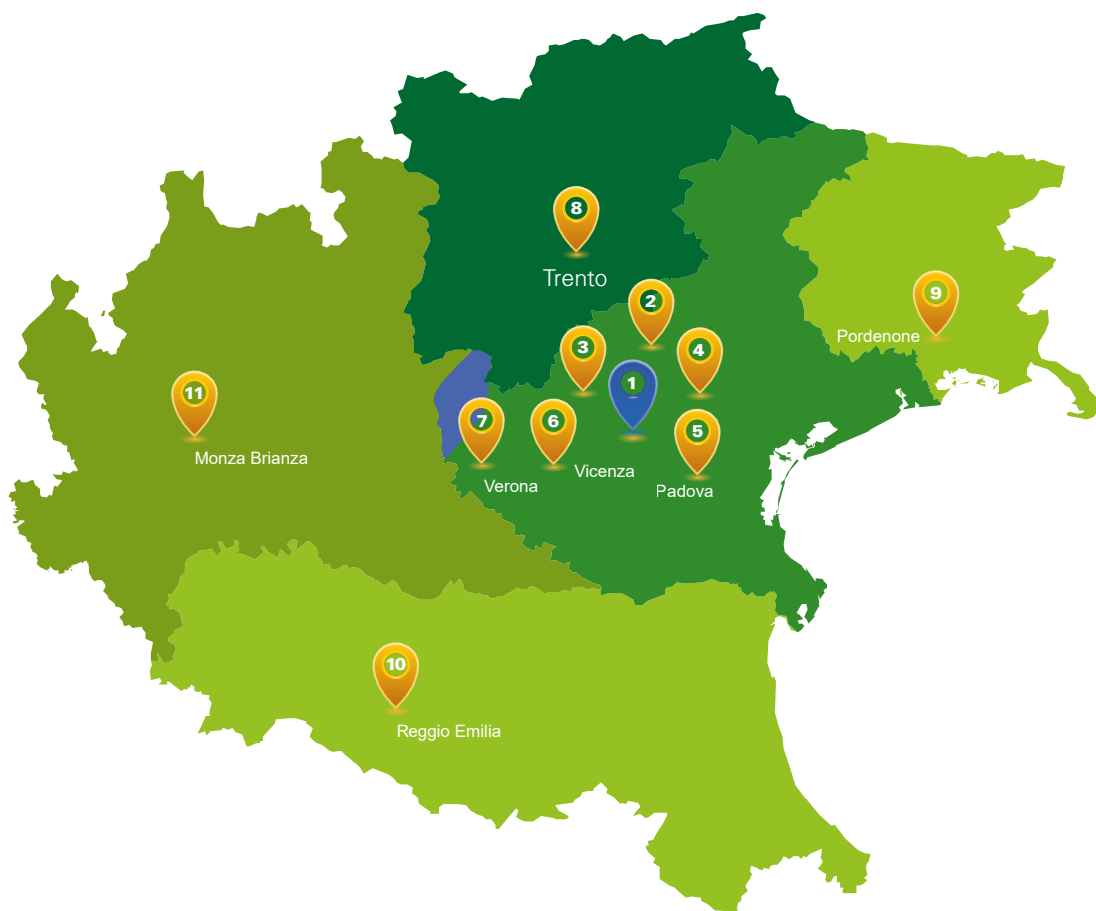 8
Trento
2
9
3
4
Pordenone
1
11
7
6
5
Monza Brianza
Vicenza
Verona
Padova
10
Reggio Emilia